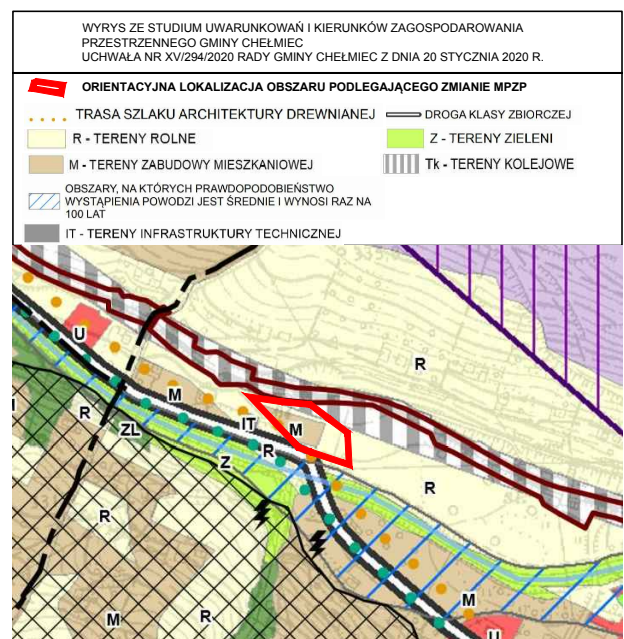 WYRYS ZE STUDIUM UWARUNKOWAŃ I KIERUNKÓW ZAGOSPODAROWANIA
PRZESTRZENNEGO GMINY CHEŁMIEC
UCHWAŁA NR XV/294/2020 RADY GMINY CHEŁMIEC Z DNIA 20 STYCZNIA 2020 R.
ORIENTACYJNA LOKALIZACJA OBSZARU PODLEGAJĄCEGO ZMIANIE MPZP
TRASA SZLAKU ARCHITEKTURY DREWNIANEJ
DROGA KLASY ZBIORCZEJ
R - TERENY ROLNE
Z - TERENY ZIELENI
M - TERENY ZABUDOWY MIESZKANIOWEJ
Tk - TERENY KOLEJOWE
OBSZARY, NA KTÓRYCH PRAWDOPODOBIEŃSTWO
WYSTĄPIENIA POWODZI JEST ŚREDNIE I WYNOSI RAZ NA
100 LAT
IT - TERENY INFRASTRUKTURY TECHNICZNEJ
U
R
M
R
ZL
IT
M
R
Z
R
R
M
R
M
U